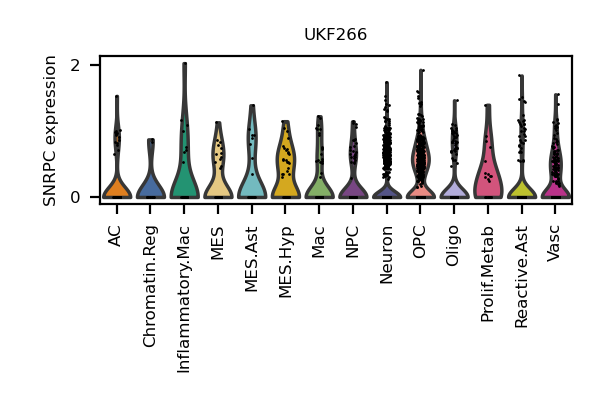 UKF266
SNRPC expression
2
0
AC
Chromatin.Reg
Inflammatory.Mac
MES
MES.Ast
MES.Hyp
Mac
NPC
Neuron
OPC
Oligo
Prolif.Metab
Reactive.Ast
Vasc